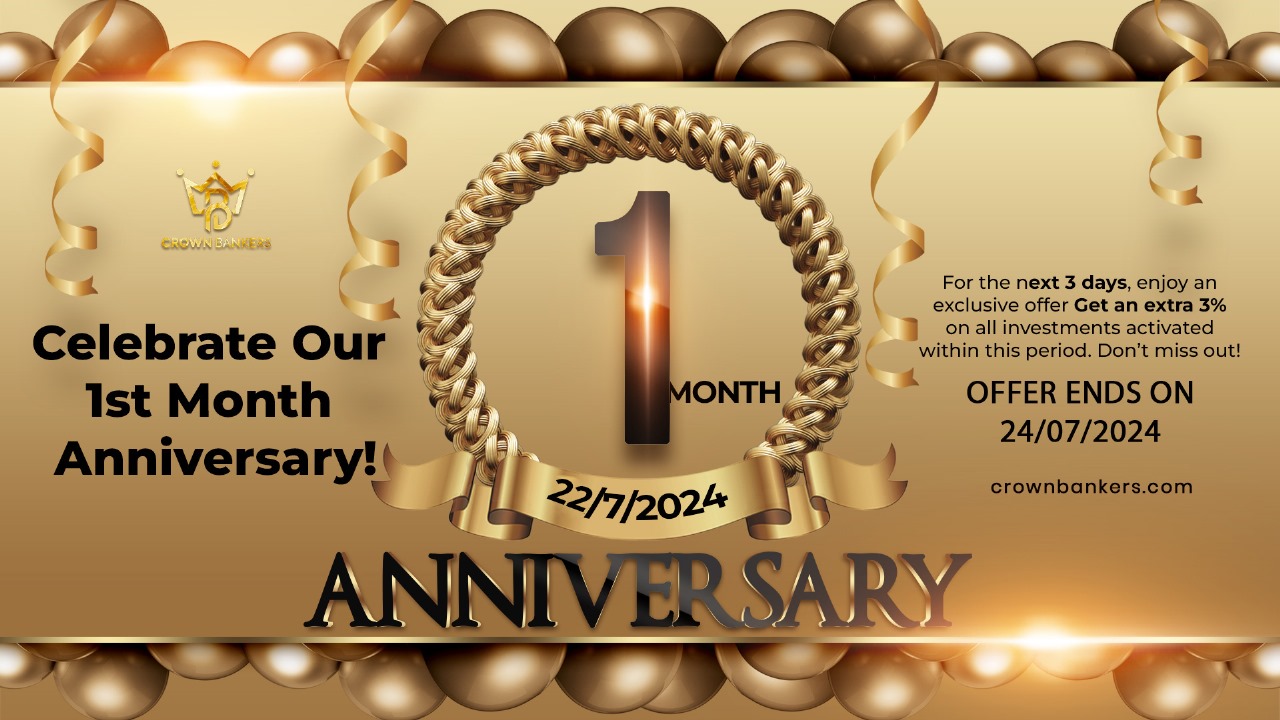 CROWN BANKERS
Celebrate Our
1st Month
Anniversary!
1
MONTH
22/7/2024
ANNIVERSARY
For the next 3 days, enjoy an
exclusive offer Get an extra 3%
on all investments activated
within this period. Don't miss out!
OFFER ENDS ON
24/07/2024
crownbankers.com